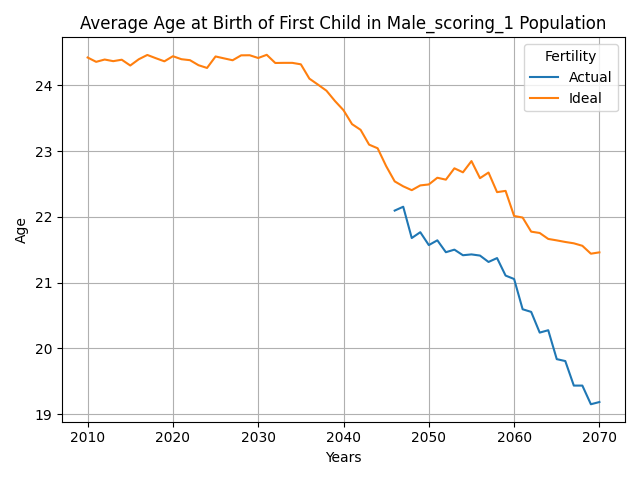 Average Age at Birth of First Child in Male_scoring_1 Population
Fertility
Actual
Ideal
Age
24
23
22
21
20
19
2010 2020 2030 2040 2050 2060 2070
Years